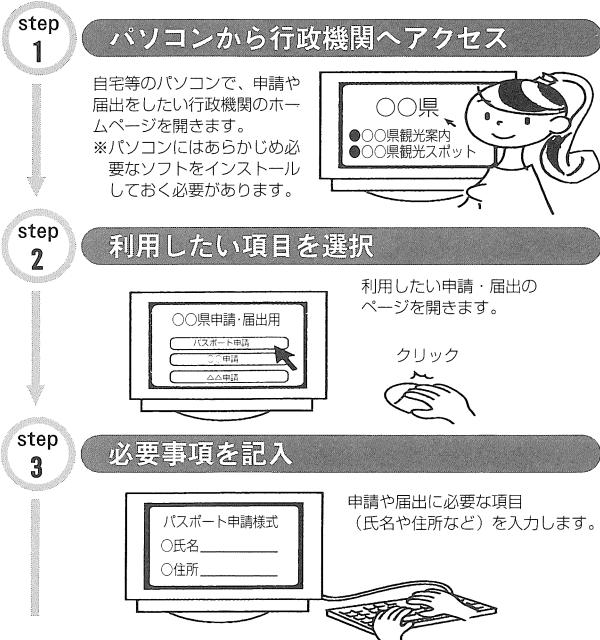 step
1
パソコンから行政機関へアクセス
自宅等のパソコンで、申請や
届出をしたい行政機関のホー
ムページを開きます。
※パソコンにはあらかじめ必
要なソフトをインストール
しておく必要があります。
○○県
●○○県観光案内
●○○県観光スポット
step
2
利用したい項目を選択
利用したい申請・届出の
ページを開きます。
○○県申請・届出用
パスポート申請
○○申請
△△申請
クリック
step
3
必要事項を記入
申請や届出に必要な項目
（氏名や住所など）を入力します。
パスポート申請様式
○氏名
○住所